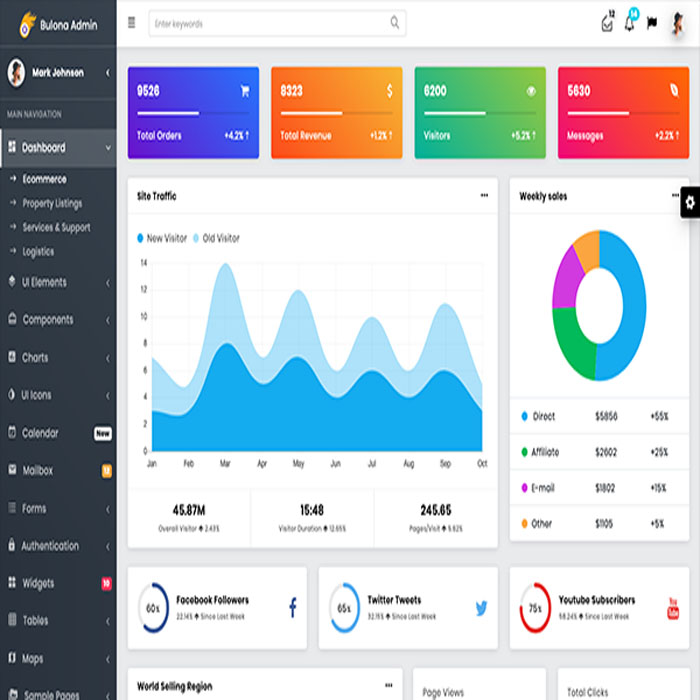 Bulona Admin
Enter keywords
12
14
Mark Johnson
MAIN NAVIGATION
Dashboard
Ecommerce
Property Listings
Services & Support
Logistics
UI Elements
Components
Charts
UI Icons
Calendar
New
Mailbox
12
Forms
Authentication
Widgets
10
Tables
Maps
Sample Pages
9526
Total Orders
+4.2% ↑
8323
$
Total Revenue
+1.2% ↑
6200
Visitors
+5.2% ↑
5630
Messages
+2.2% ↑
Site Traffic
New Visitor
Old Visitor
14
12
10
8
6
4
2
0
Jan Feb Mar Apr May Jun Jul Aug Sep Oct
45.87M
Overall Visitor 2.43%
15:48
Visitor Duration 12.65%
245.65
Pages/Visit 5.62%
Weekly sales
Direct $5856 +55%
Affiliate $2602 +25%
E-mail $1802 +15%
Other $1105 +5%
60%
Facebook Followers
22.14% Since Last Week
65%
Twitter Tweets
32.15% Since Last Week
75%
Youtube Subscribers
58.24% Since Last Week
You
Tube
World Selling Region
Page Views
Total Clicks